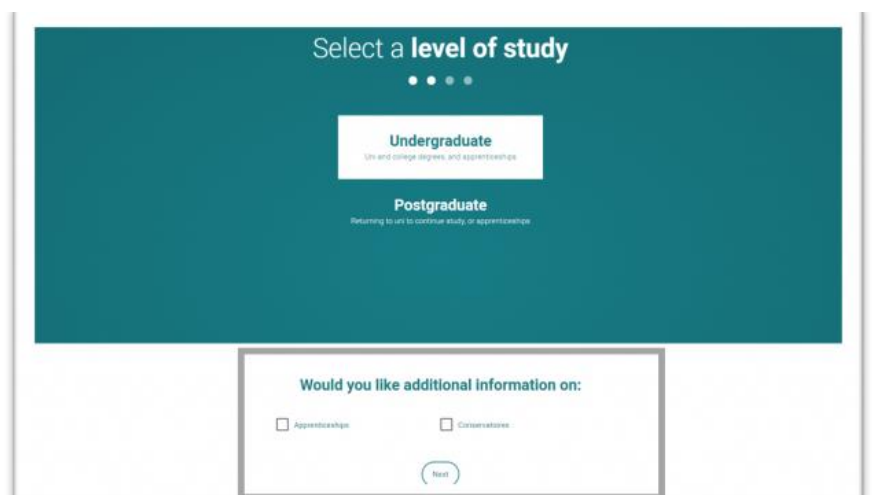 Select a level of study
Undergraduate
Uni and college degrees, and apprenticeships
Postgraduate
Returning to uni to continue study, or apprenticeships
Would you like additional information on:
Apprenticeships
Conservatoires
Next